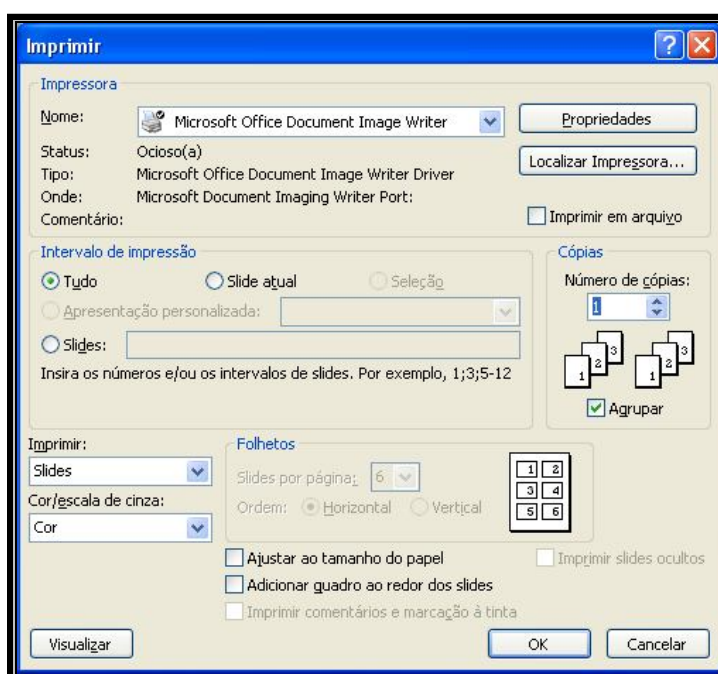 Imprimir
Impressora
Nome: Microsoft Office Document Image Writer Propriedades
Status: Ocioso(a) Localizar Impressora...
Tipo: Microsoft Office Document Image Writer Driver
Onde: Microsoft Document Imaging Writer Port:
Comentário: Imprimir em arquivo
Intervalo de impressão
Tudo Slide atual Seleção
Apresentação personalizada:
Slides:
Insira os números e/ou os intervalos de slides. Por exemplo, 1;3;5-12
Cópias
Número de cópias:
1
1 2 3 1 2 3
Agrupar
Imprimir:
Slides
Cor/escala de cinza:
Cor
Folhetos
Slides por página: 6
Ordem: Horizontal Vertical
1 2
3 4
5 6
Ajustar ao tamanho do papel Imprimir slides ocultos
Adicionar quadro ao redor dos slides
Imprimir comentários e marcação à tinta
Visualizar OK Cancelar